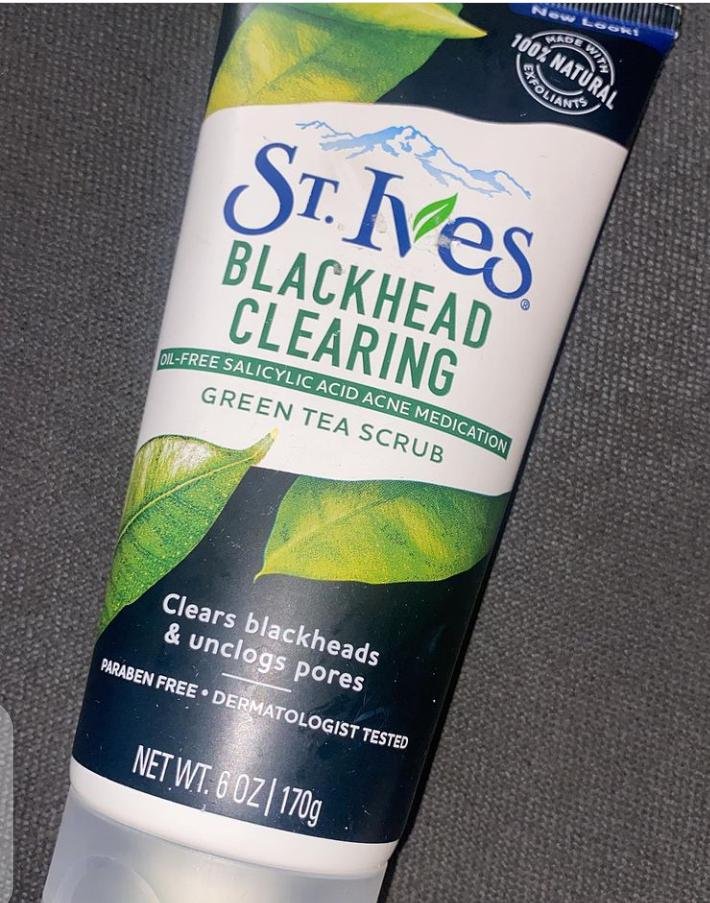 New Look!
MADE WITH
100% NATURAL
EXFOLIANTS
ST. IVES®
BLACKHEAD
CLEARING
OIL-FREE SALICYLIC ACID ACNE MEDICATION
GREEN TEA SCRUB
Clears blackheads
& unclogs pores
PARABEN FREE • DERMATOLOGIST TESTED
NET WT. 6 OZ | 170g